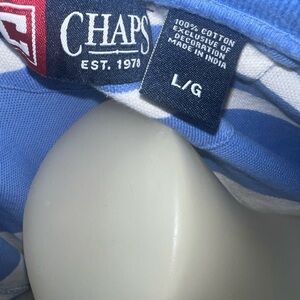 CHAPS
EST. 1978
100% COTTON
EXCLUSIVE OF
DECORATION
MADE IN INDIA
L/G